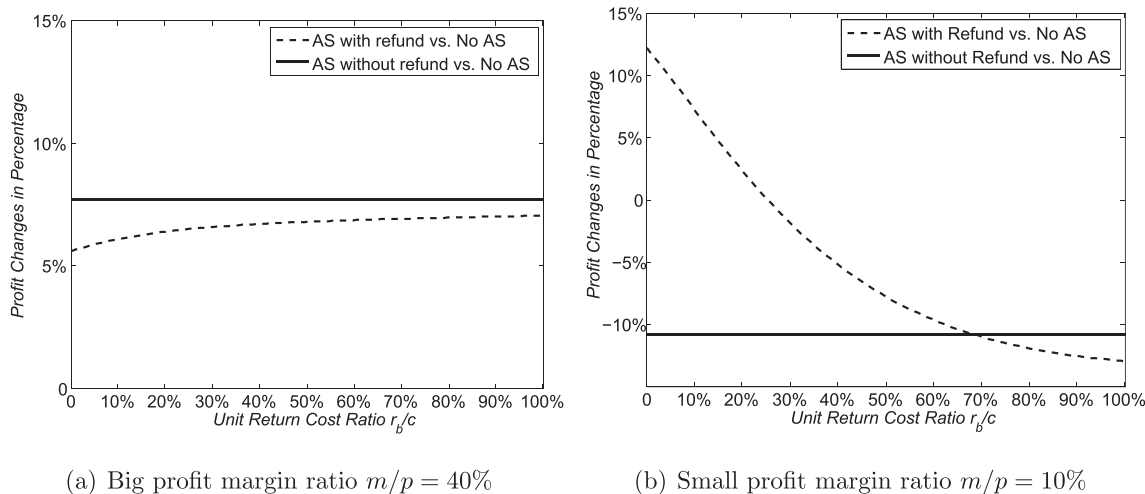 15%
AS with refund vs. No AS
AS without refund vs. No AS
10%
5%
0
Profit Changes in Percentage
0 10% 20% 30% 40% 50% 60% 70% 80% 90% 100%
Unit Return Cost Ratio r_b/c
(a) Big profit margin ratio m/p = 40%
15%
AS with Refund vs. No AS
AS without Refund vs. No AS
10%
5%
0
−5%
−10%
Profit Changes in Percentage
0 10% 20% 30% 40% 50% 60% 70% 80% 90% 100%
Unit Return Cost Ratio r_b/c
(b) Small profit margin ratio m/p = 10%